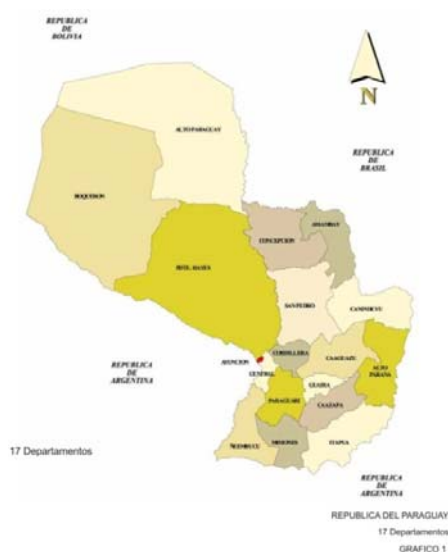 REPUBLICA
DE
BOLIVIA
N
ALTO PARAGUAY
REPUBLICA
DE
BRASIL
BOQUERON
AMAMBAY
CONCEPCION
PDTE. HAYES
SAN PEDRO
CANINDEYU
CORDILLERA
ASUNCION
CAAGUAZU
REPUBLICA
DE
ARGENTINA
CENTRAL
ALTO
PARANA
GUAIRA
PARAGUARI
CAAZAPA
ÑEEMBUCU
MISIONES
ITAPUA
17 Departamentos
REPUBLICA
DE
ARGENTINA
REPUBLICA DEL PARAGUAY
17 Departamentos
GRAFICO 1